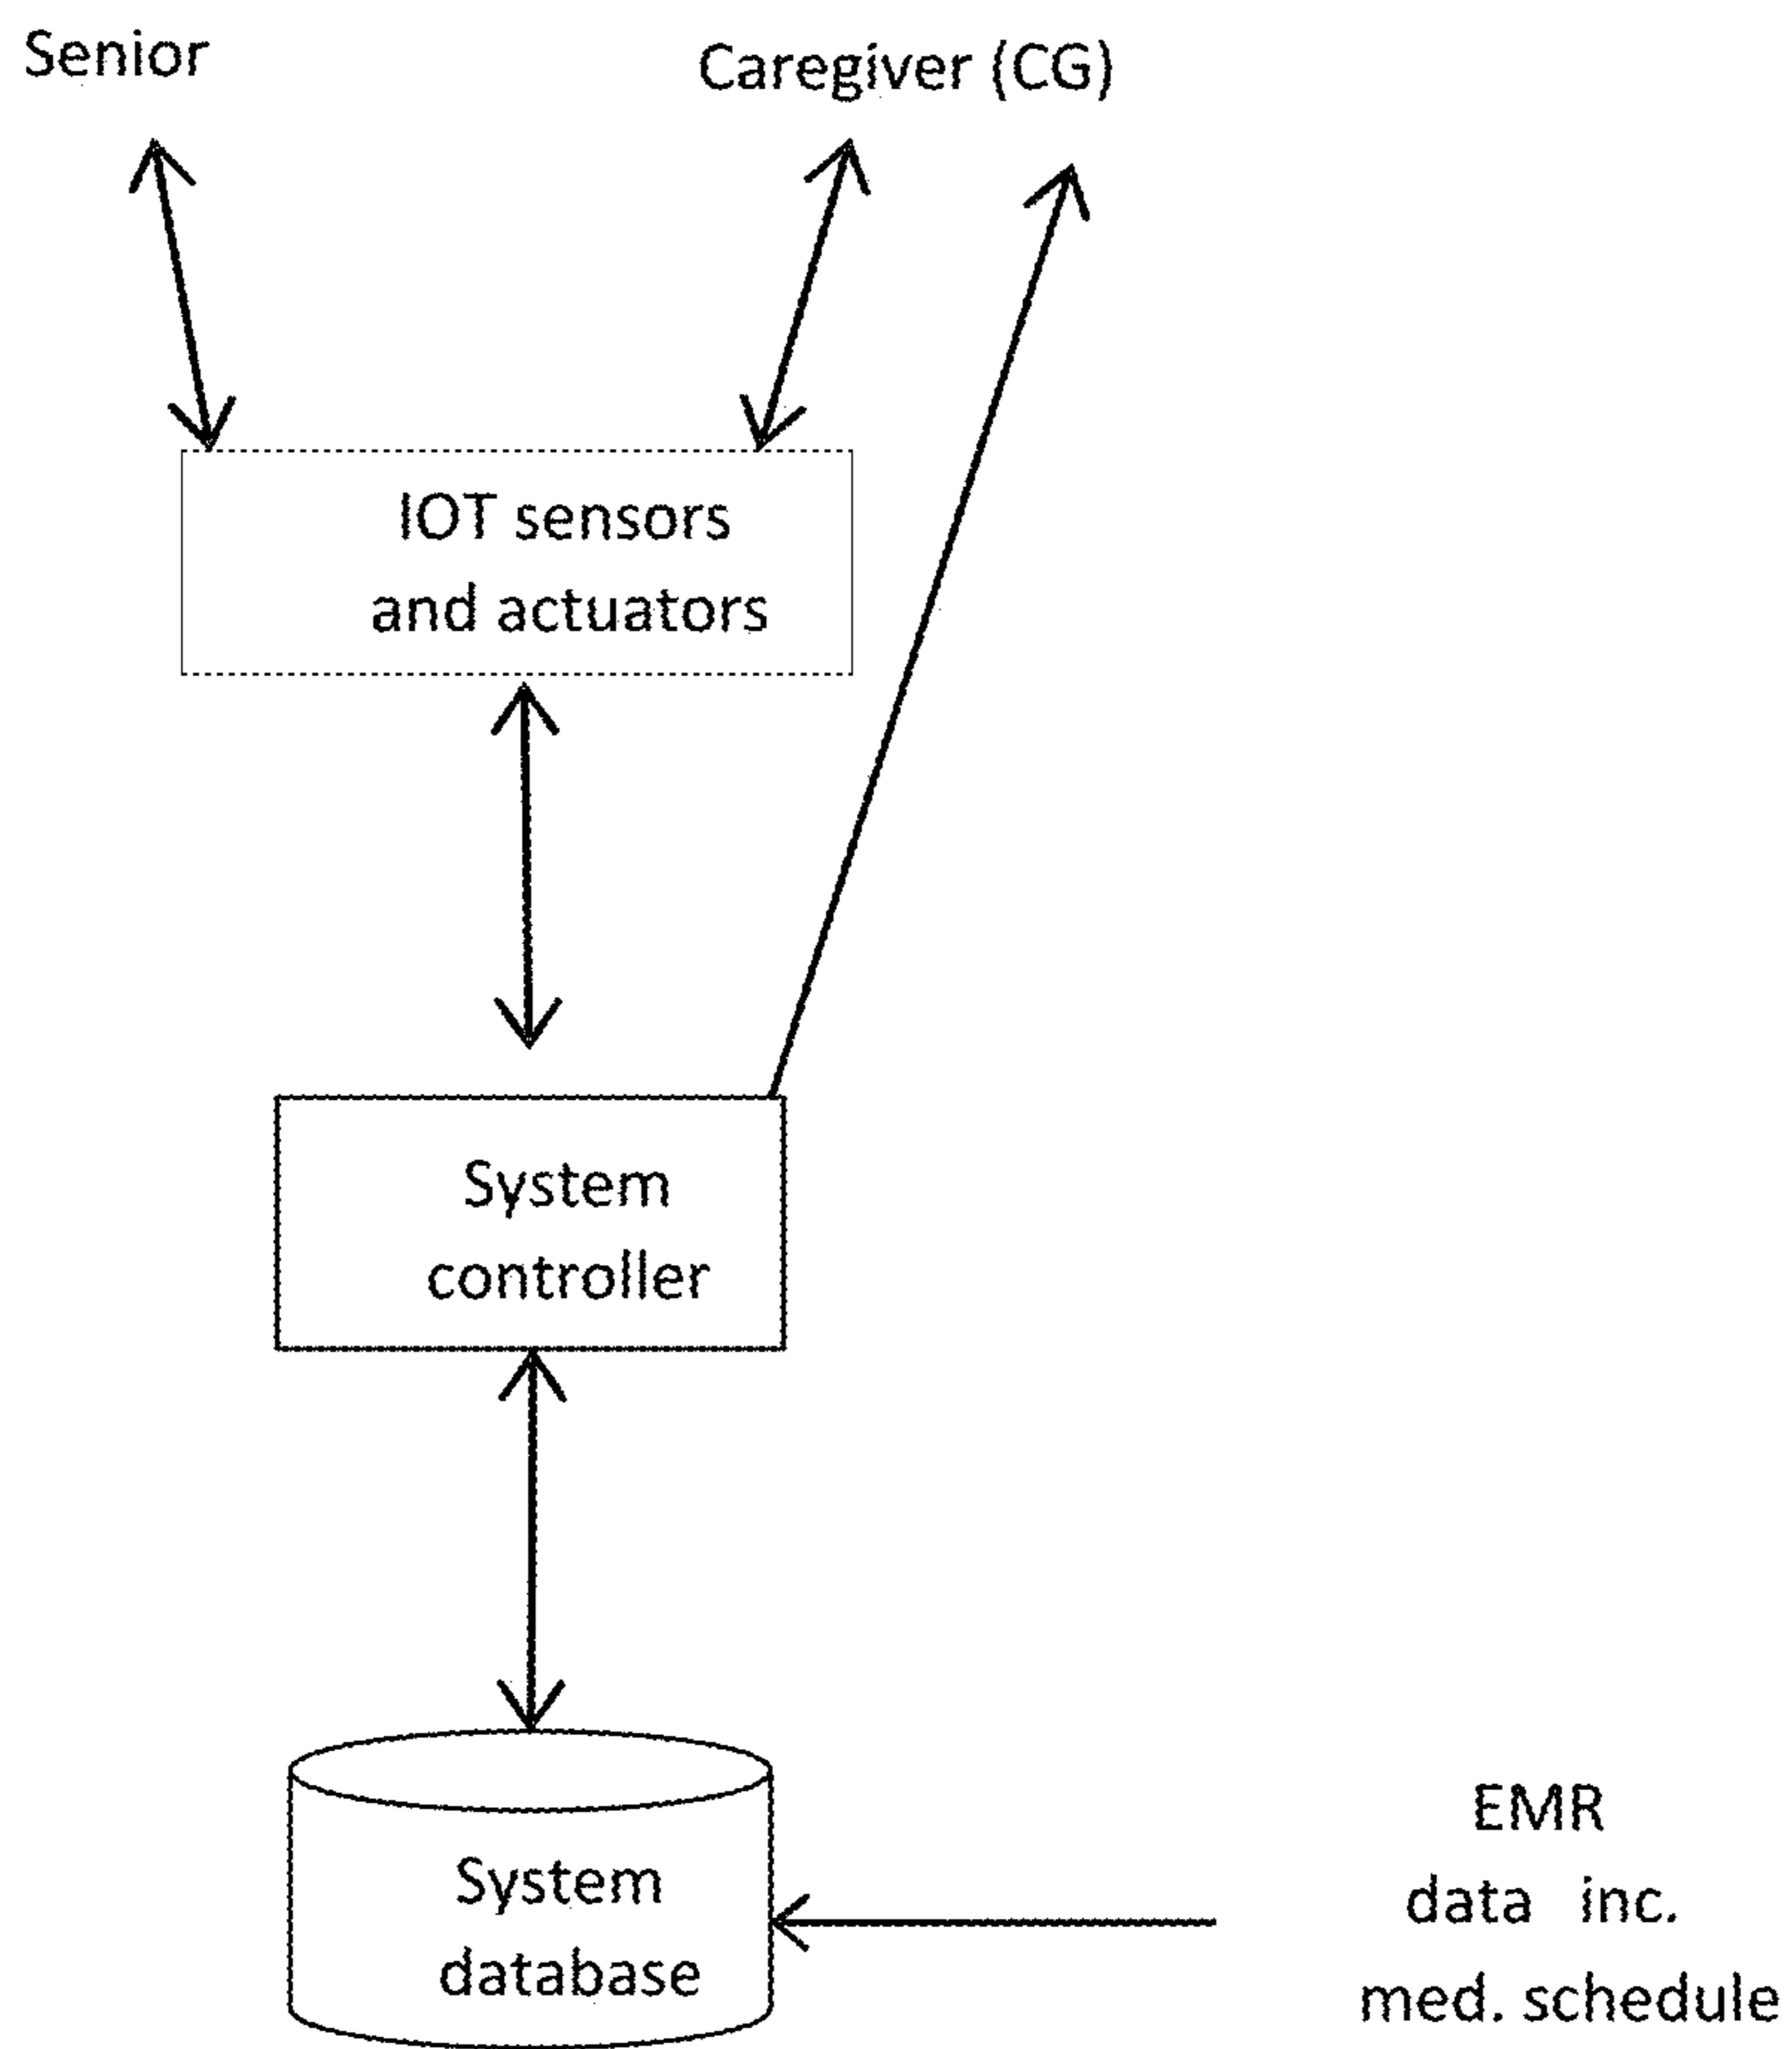 Senior
Caregiver (CG)
IOT sensors
and actuators
System
controller
System
database
EMR
data inc.
med. schedule